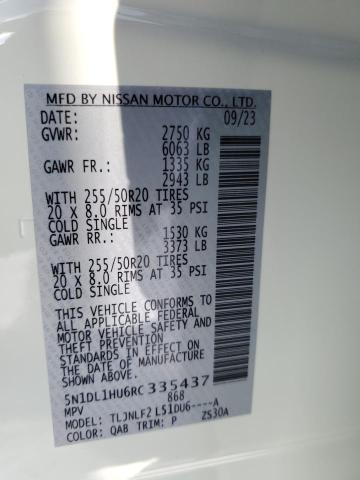 MFD BY NISSAN MOTOR CO., LTD.
DATE: 09/23
GVWR: 2750 KG
6063 LB
GAWR FR.: 1335 KG
2943 LB
WITH 255/50R20 TIRES
20 X 8.0 RIMS AT 35 PSI
COLD SINGLE
GAWR RR.: 1530 KG
3373 LB
WITH 255/50R20 TIRES
20 X 8.0 RIMS AT 35 PSI
COLD SINGLE
THIS VEHICLE CONFORMS TO
ALL APPLICABLE FEDERAL
MOTOR VEHICLE SAFETY AND
THEFT PREVENTION
STANDARDS IN EFFECT ON
THE DATE OF MANUFACTURE
5N1DL1HU6RC335437
MPV 868
MODEL: TLJNLF2 LS1DU6----A
COLOR: QAB TRIM: P ZS30A